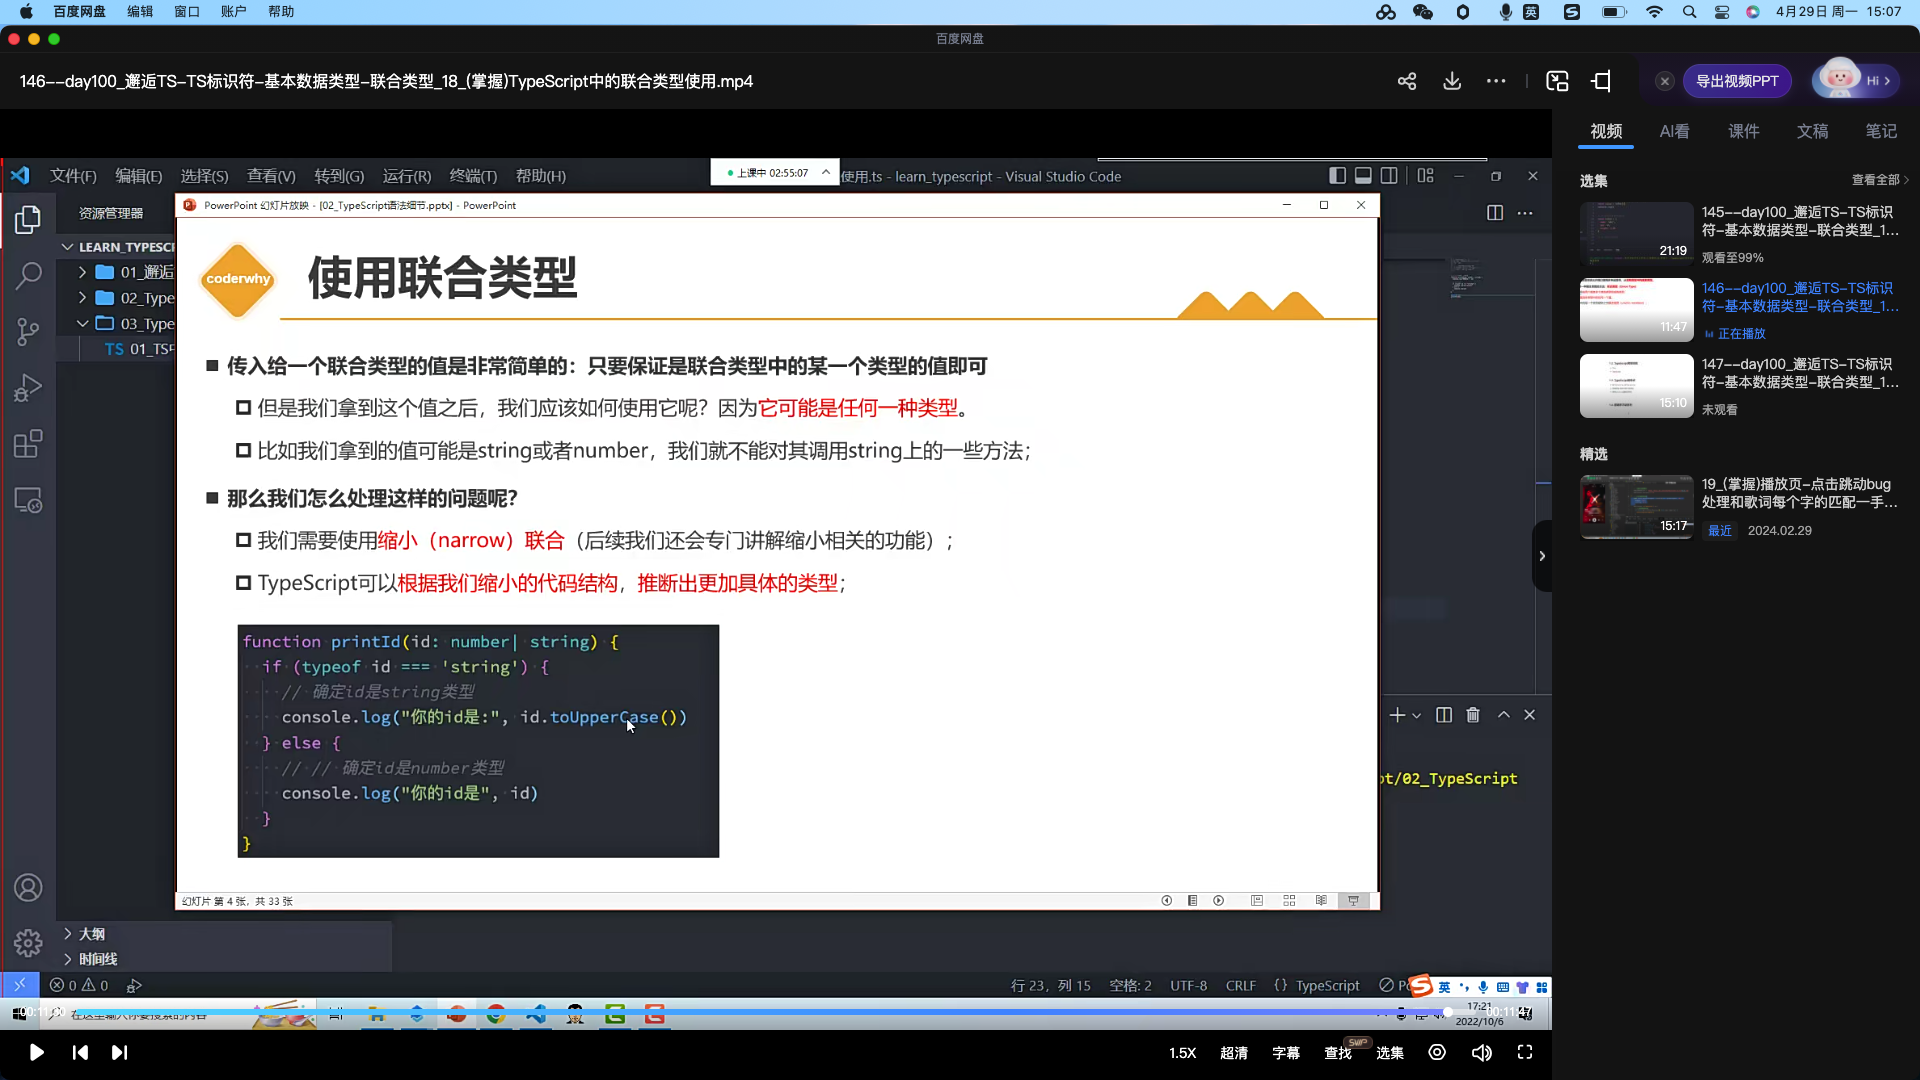 百度网盘 编辑 窗口 账户 帮助
英
4月29日 周一 15:07
百度网盘
146--day100_邂逅TS-TS标识符-基本数据类型-联合类型_18_(掌握)TypeScript中的联合类型使用.mp4
导出视频PPT
Hi
视频 AI看 课件 文稿 笔记
选集 查看全部
145--day100_邂逅TS-TS标识
符-基本数据类型-联合类型_1...
21:19
观看至99%
146--day100_邂逅TS-TS标识
符-基本数据类型-联合类型_1...
11:47
正在播放
147--day100_邂逅TS-TS标识
符-基本数据类型-联合类型_1...
15:10
未观看
精选
19_(掌握)播放页-点击跳动bug
处理和歌词每个字的匹配一手...
15:17
最近 2024.02.29
文件(F) 编辑(E) 选择(S) 查看(V) 转到(G) 运行(R) 终端(T) 帮助(H)
上课中 02:55:07
使用.ts - learn_typescript - Visual Studio Code
资源管理器
LEARN_TYPESCR
01_邂逅
02_Type
03_Type
TS 01_TS
PowerPoint 幻灯片放映 - [02_TypeScript语法细节.pptx] - PowerPoint
coderwhy
使用联合类型
传入给一个联合类型的值是非常简单的：只要保证是联合类型中的某一个类型的值即可
但是我们拿到这个值之后，我们应该如何使用它呢？因为它可能是任何一种类型。
比如我们拿到的值可能是string或者number，我们就不能对其调用string上的一些方法；
那么我们怎么处理这样的问题呢？
我们需要使用缩小（narrow）联合（后续我们还会专门讲解缩小相关的功能）；
TypeScript可以根据我们缩小的代码结构，推断出更加具体的类型；
function printId(id: number| string) {
if (typeof id === 'string') {
// 确定id是string类型
console.log("你的id是:", id.toUpperCase())
} else {
// // 确定id是number类型
console.log("你的id是", id)
}
}
幻灯片 第 4 张，共 33 张
pt/02_TypeScript
大纲
时间线
0 0
行 23，列 15 空格: 2 UTF-8 CRLF {} TypeScript
英
00:11:00
在这里输入你要搜索的内容
17:21
2022/10/6
00:11:47
1.5X 超清 字幕 查找 SWP 选集